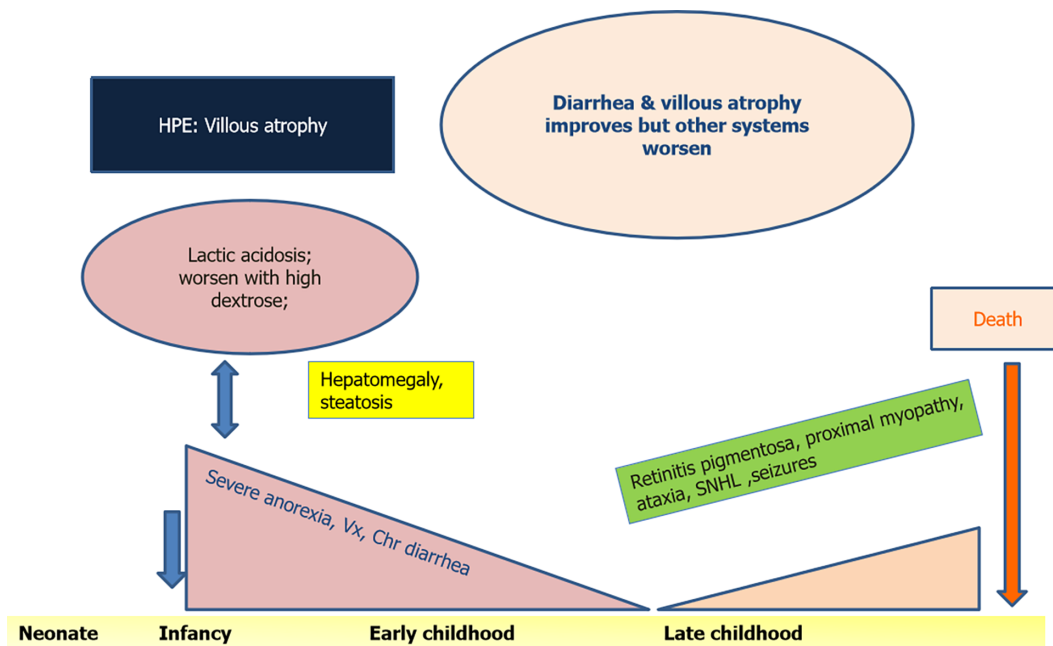 HPE: Villous atrophy
Diarrhea & villous atrophy
improves but other systems
worsen
Lactic acidosis;
worsen with high
dextrose;
Death
Hepatomegaly,
steatosis
Retinitis pigmentosa, proximal myopathy,
ataxia, SNHL ,seizures
Severe anorexia, Vx, Chr diarrhea
Neonate Infancy Early childhood Late childhood